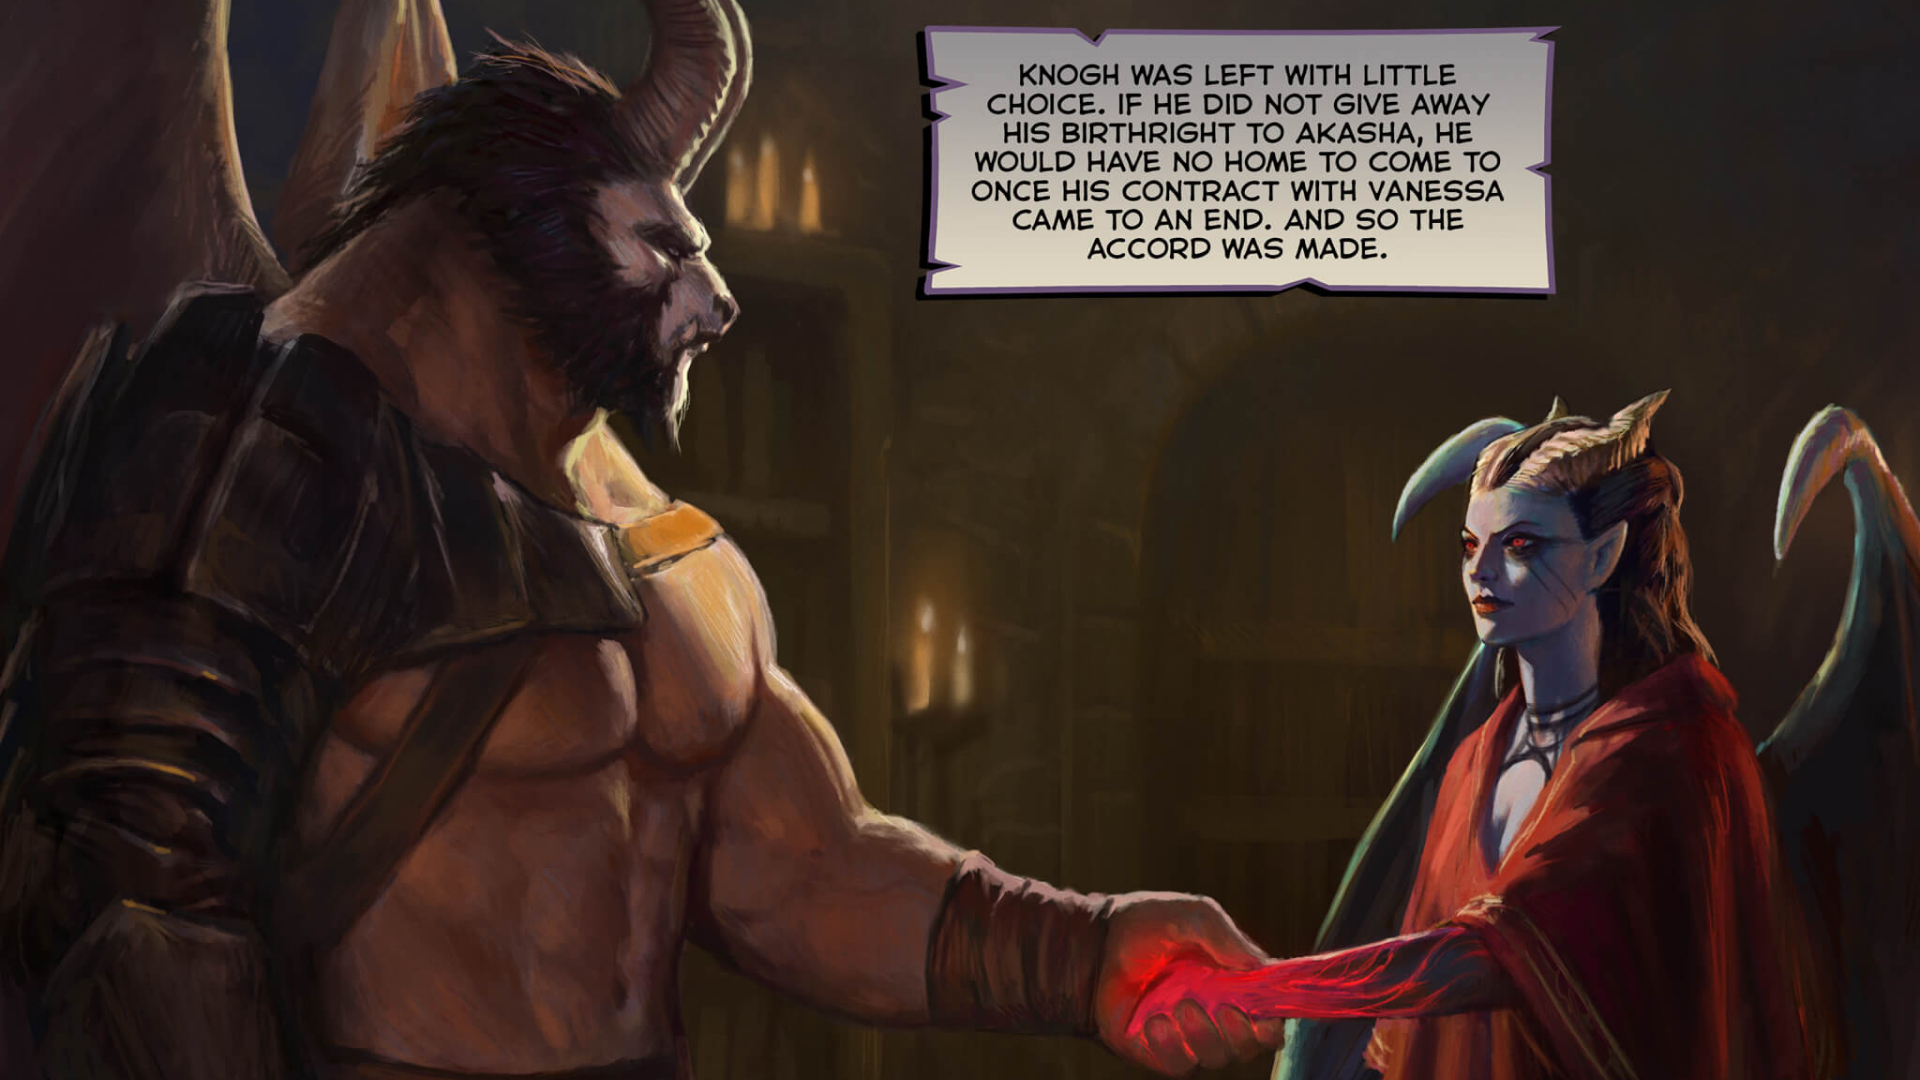 KNOGH WAS LEFT WITH LITTLE
CHOICE. IF HE DID NOT GIVE AWAY
HIS BIRTHRIGHT TO AKASHA, HE
WOULD HAVE NO HOME TO COME TO
ONCE HIS CONTRACT WITH VANESSA
CAME TO AN END. AND SO THE
ACCORD WAS MADE.